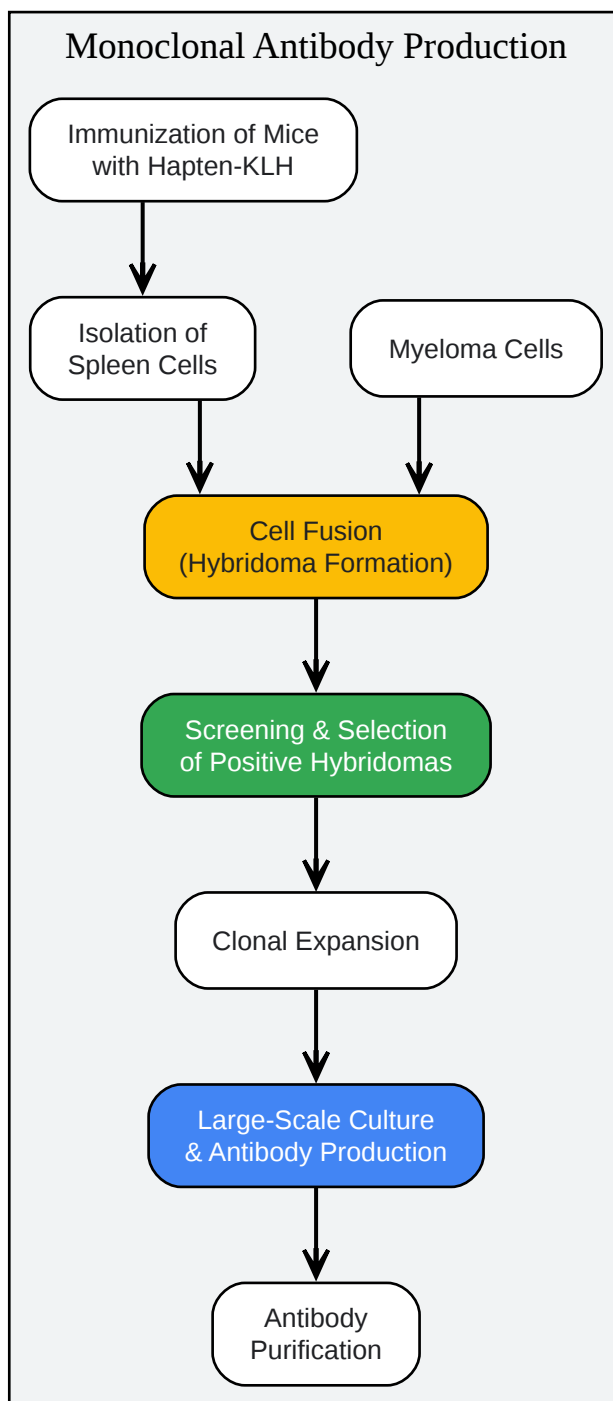 Monoclonal Antibody Production
Immunization of Mice
with Hapten-KLH
Isolation of
Spleen Cells
Myeloma Cells
Cell Fusion
(Hybridoma Formation)
Screening & Selection
of Positive Hybridomas
Clonal Expansion
Large-Scale Culture
& Antibody Production
Antibody
Purification